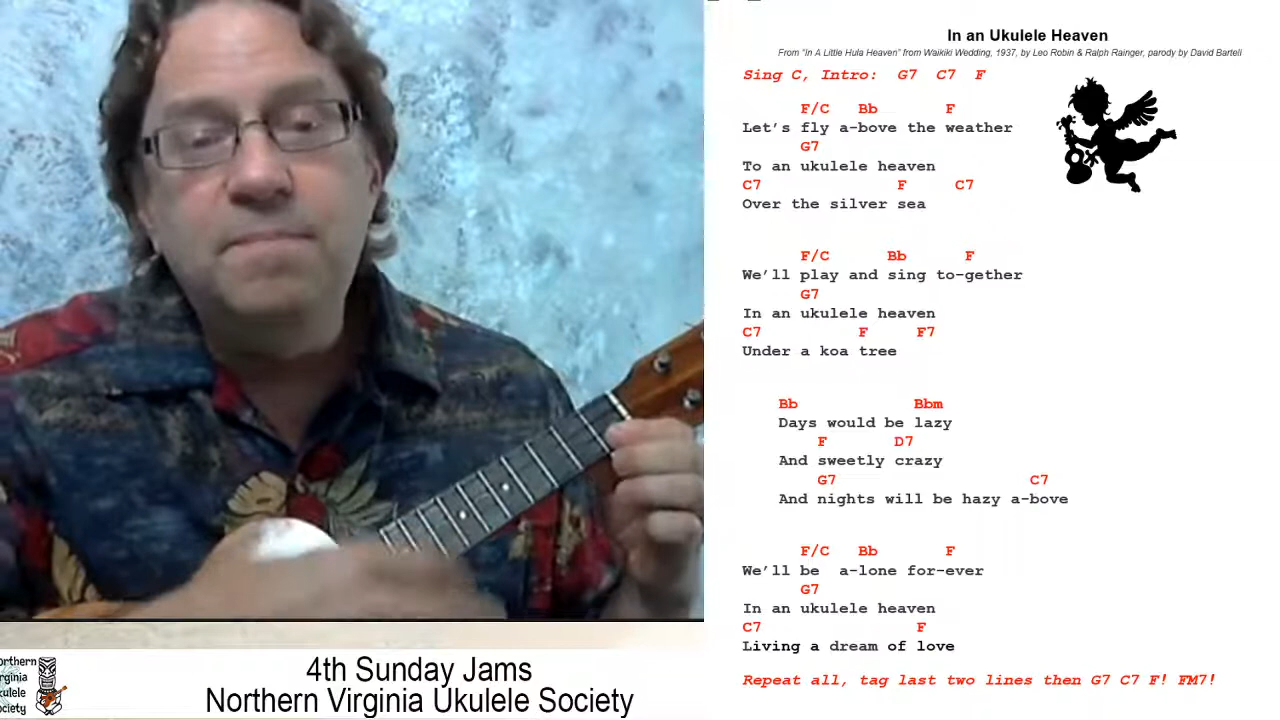 In an Ukulele Heaven
From "In A Little Hula Heaven" from Waikiki Wedding, 1937, by Leo Robin & Ralph Rainger, parody by David Bartell
Sing C, Intro: G7 C7 F
F/C Bb F
Let's fly a-bove the weather
G7
To an ukulele heaven
C7 F C7
Over the silver sea
F/C Bb F
We'll play and sing to-gether
G7
In an ukulele heaven
C7 F F7
Under a koa tree
Bb Bbm
Days would be lazy
F D7
And sweetly crazy
G7 C7
And nights will be hazy a-bove
F/C Bb F
We'll be a-lone for-ever
G7
In an ukulele heaven
C7 F
Living a dream of love
Repeat all, tag last two lines then G7 C7 F! FM7!
4th Sunday Jams
Northern Virginia Ukulele Society
orthern
rginia
kulele
ociety